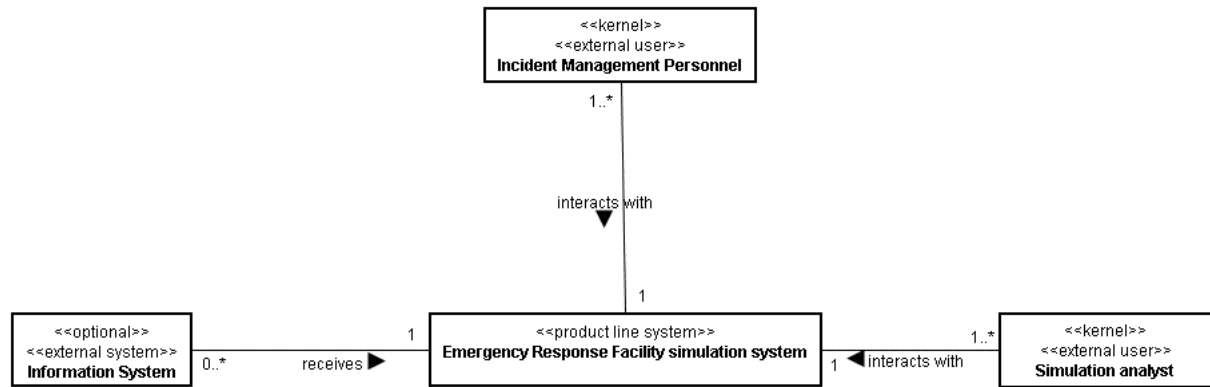 <<kernel>>
<<external user>>
Incident Management Personnel
1..*
interacts with
1
<<optional>>
<<external system>>
Information System
0..*
receives
1
<<product line system>>
Emergency Response Facility simulation system
1
interacts with
1..*
<<kernel>>
<<external user>>
Simulation analyst